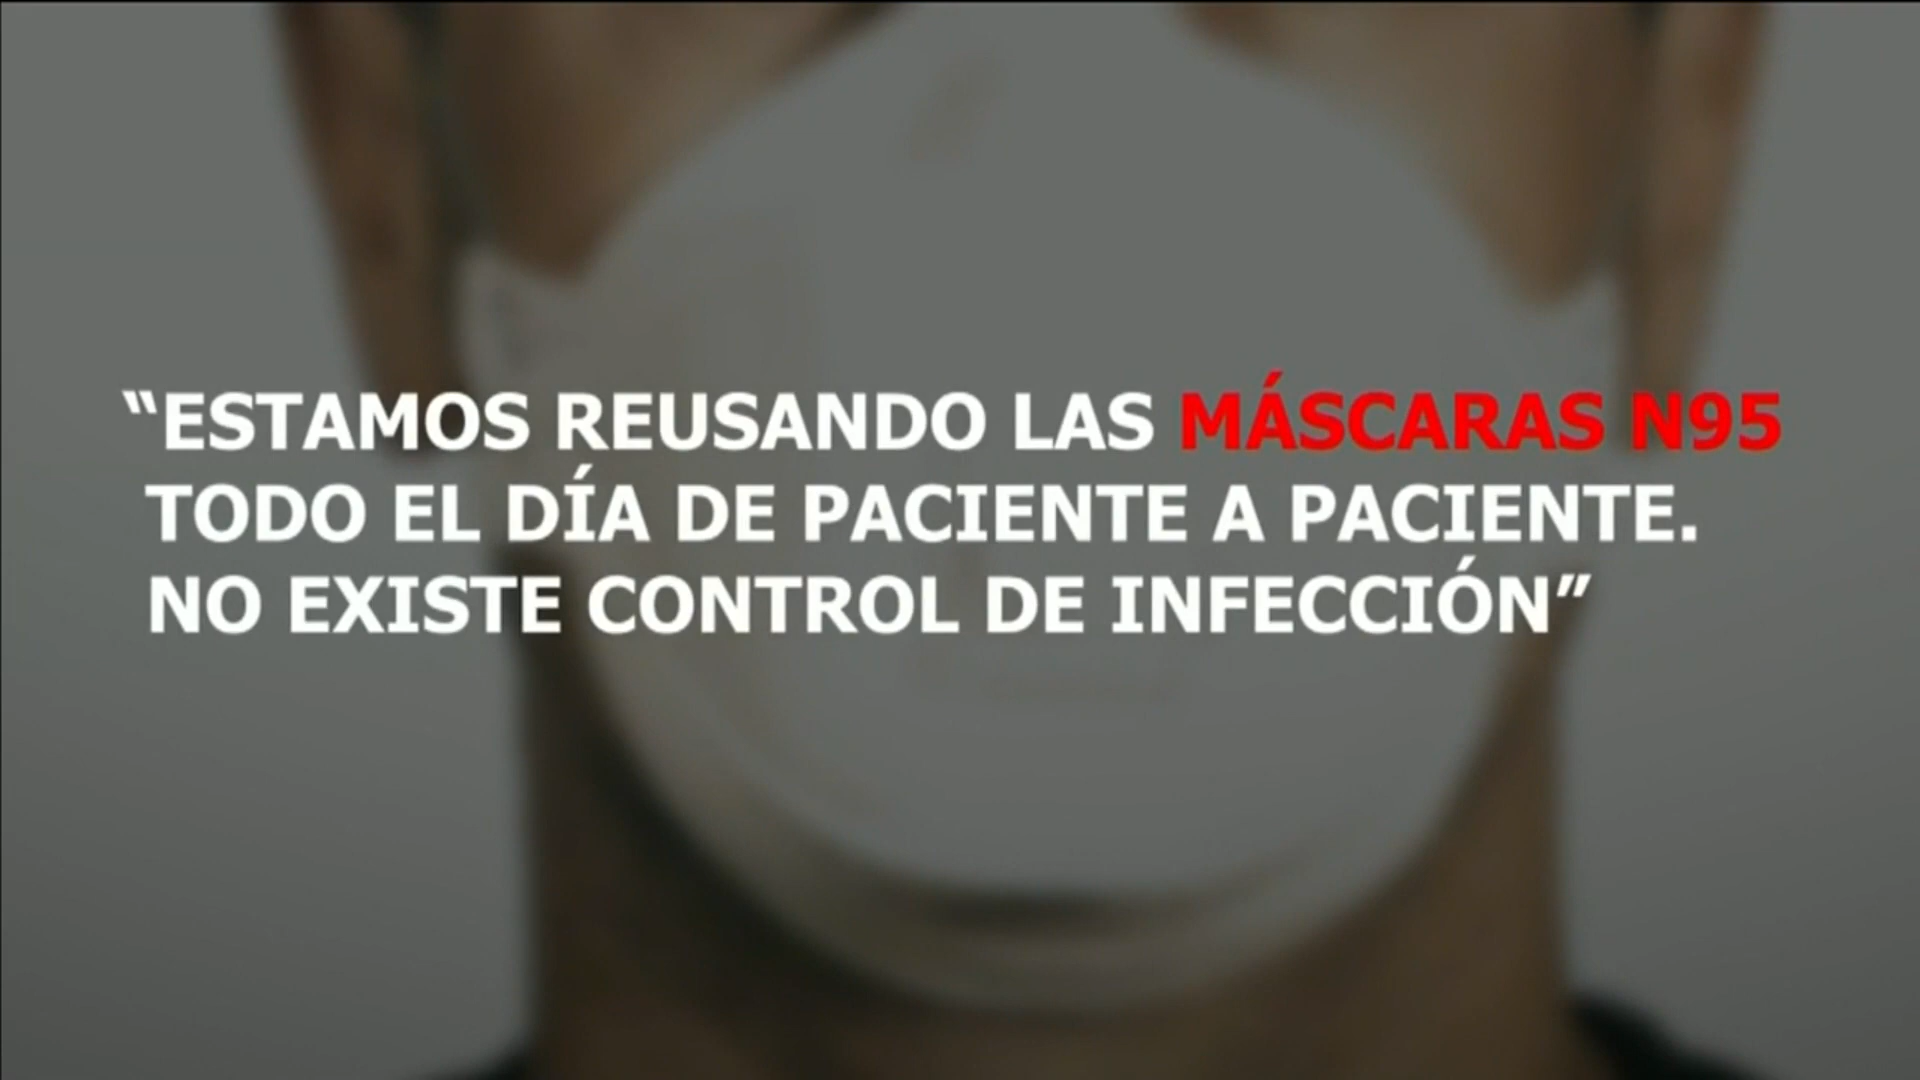 “ESTAMOS REUSANDO LAS MÁSCARAS N95
TODO EL DÍA DE PACIENTE A PACIENTE.
NO EXISTE CONTROL DE INFECCIÓN”